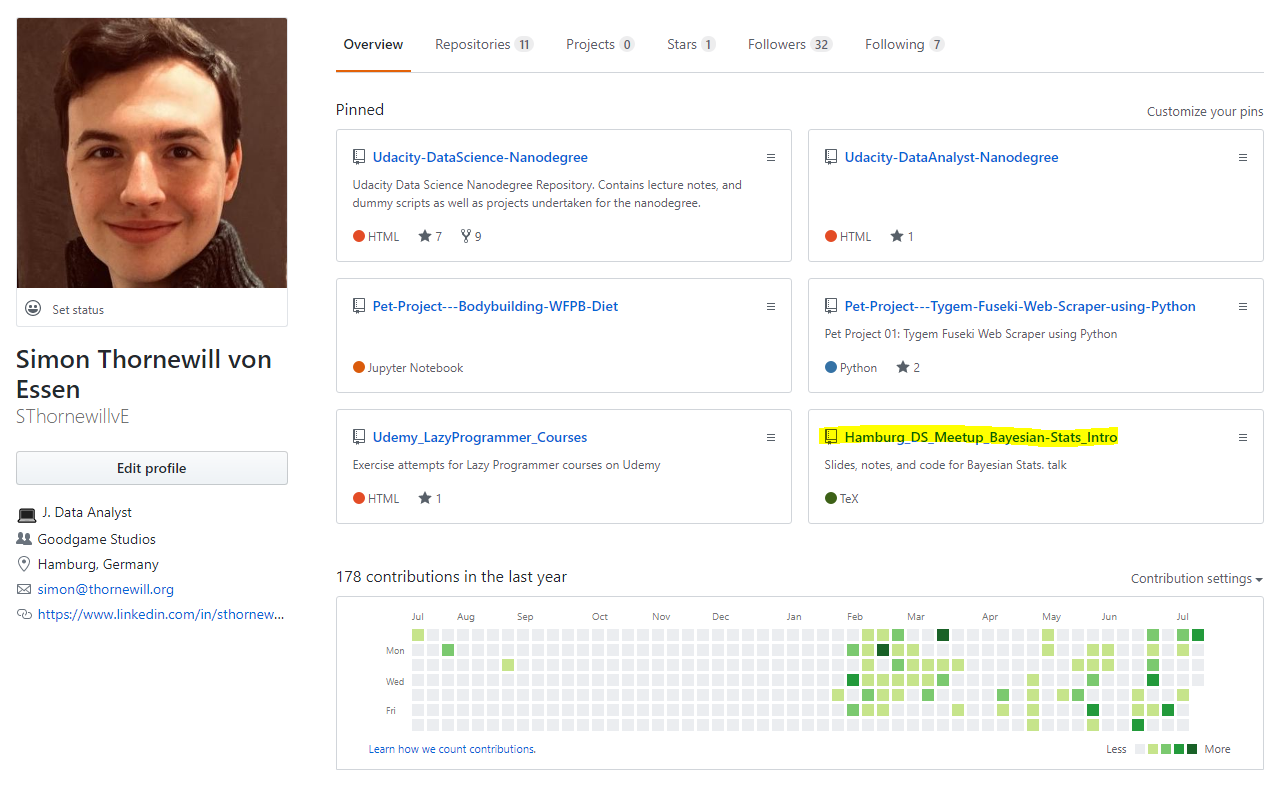 Overview
Repositories 11
Projects 0
Stars 1
Followers 32
Following 7
Set status
Simon Thornewill von
Essen
SThornewillvE
Edit profile
J. Data Analyst
Goodgame Studios
Hamburg, Germany
simon@thornewill.org
https://www.linkedin.com/in/sthornew...
Pinned
Customize your pins
Udacity-DataScience-Nanodegree
Udacity Data Science Nanodegree Repository. Contains lecture notes, and
dummy scripts as well as projects undertaken for the nanodegree.
HTML 7 9
Udacity-DataAnalyst-Nanodegree
HTML 1
Pet-Project---Bodybuilding-WFPB-Diet
Jupyter Notebook
Pet-Project---Tygem-Fuseki-Web-Scraper-using-Python
Pet Project 01: Tygem Fuseki Web Scraper using Python
Python 2
Udemy_LazyProgrammer_Courses
Exercise attempts for Lazy Programmer courses on Udemy
HTML 1
Hamburg_DS_Meetup_Bayesian-Stats_Intro
Slides, notes, and code for Bayesian Stats. talk
TeX
178 contributions in the last year
Contribution settings
Jul Aug Sep Oct Nov Dec Jan Feb Mar Apr May Jun Jul
Mon
Wed
Fri
Learn how we count contributions.
Less More